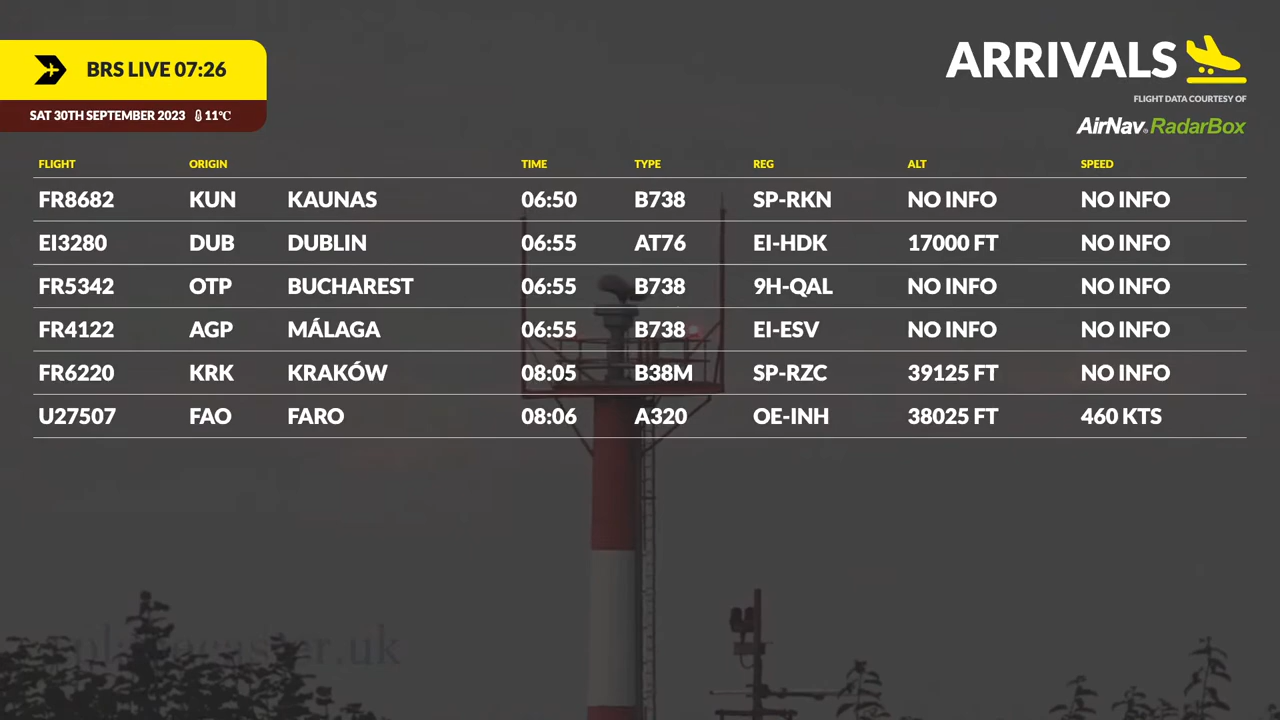 BRS LIVE 07:26
SAT 30TH SEPTEMBER 2023 11°C
ARRIVALS
FLIGHT DATA COURTESY OF
AirNav RadarBox
FLIGHT ORIGIN TIME TYPE REG ALT SPEED
FR8682 KUN KAUNAS 06:50 B738 SP-RKN NO INFO NO INFO
EI3280 DUB DUBLIN 06:55 AT76 EI-HDK 17000 FT NO INFO
FR5342 OTP BUCHAREST 06:55 B738 9H-QAL NO INFO NO INFO
FR4122 AGP MÁLAGA 06:55 B738 EI-ESV NO INFO NO INFO
FR6220 KRK KRAKÓW 08:05 B38M SP-RZC 39125 FT NO INFO
U27507 FAO FARO 08:06 A320 OE-INH 38025 FT 460 KTS